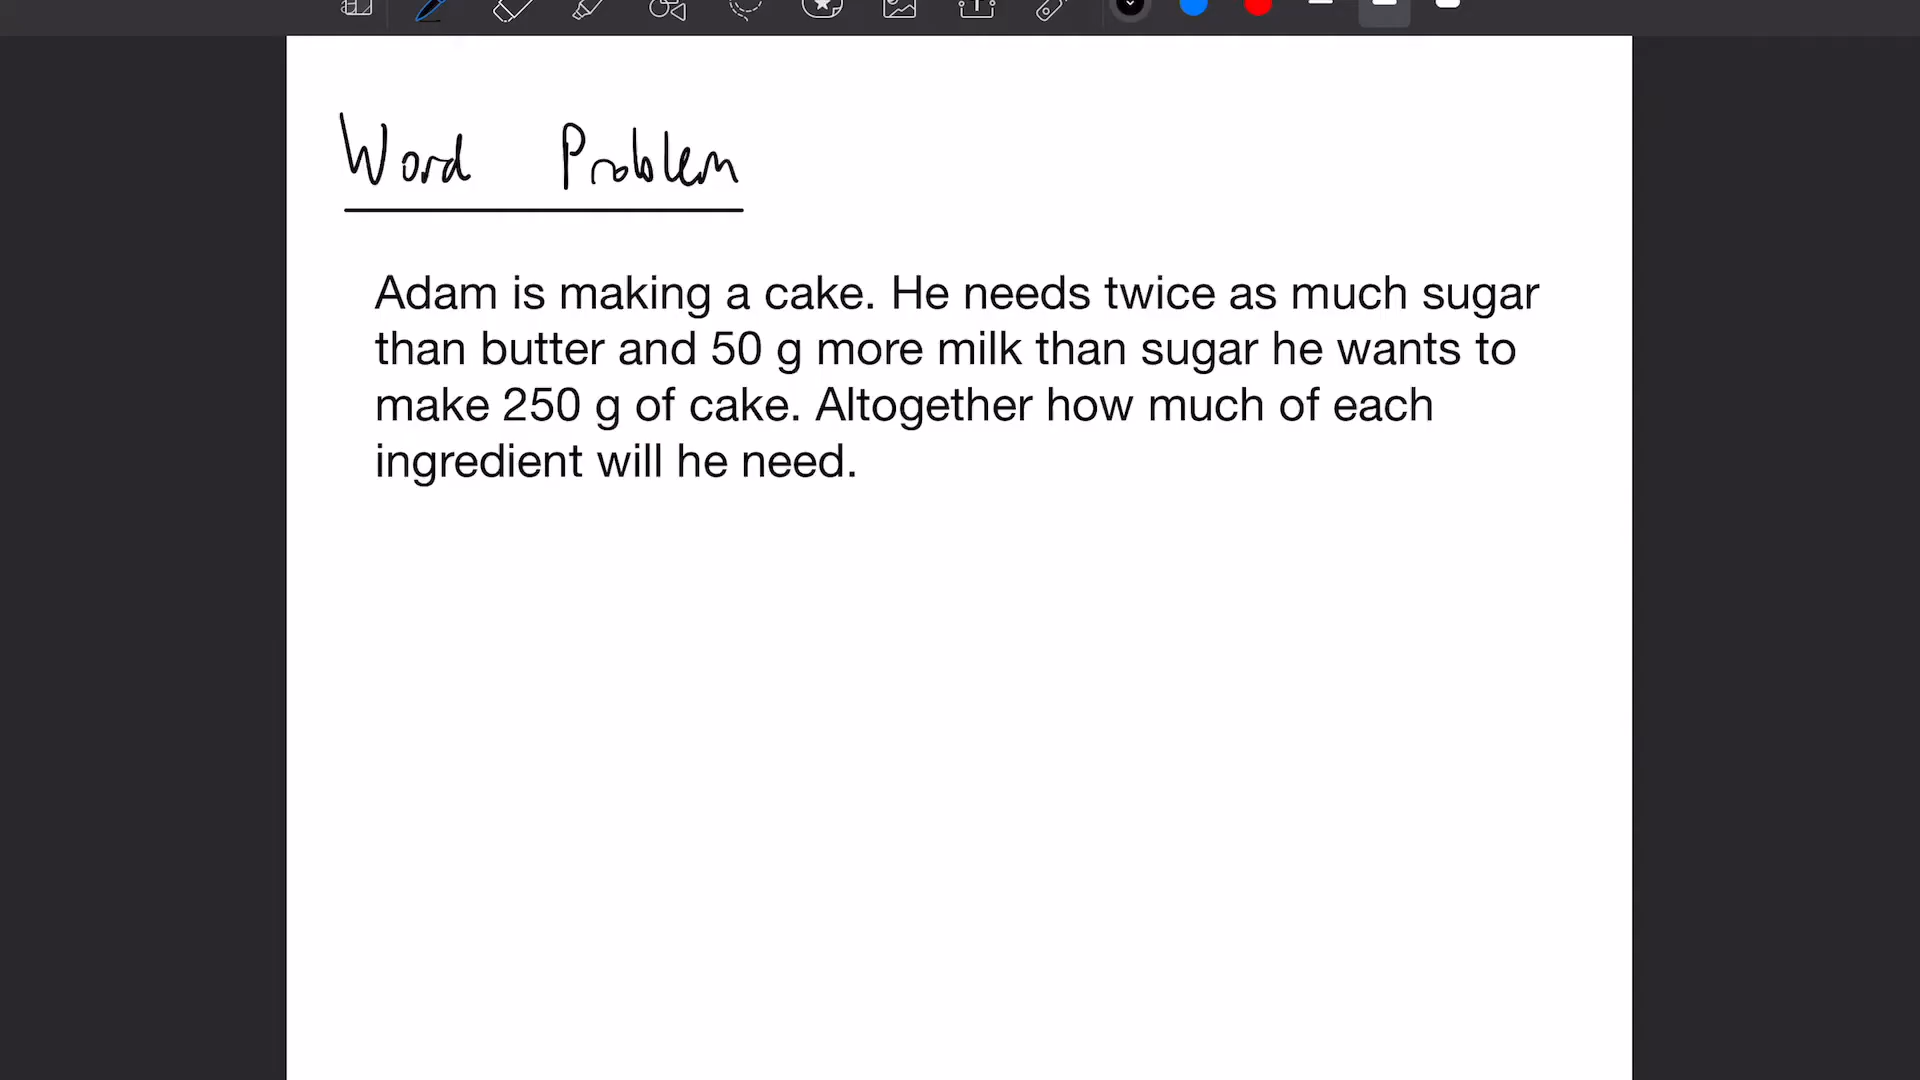 Word Problem
Adam is making a cake. He needs twice as much sugar
than butter and 50 g more milk than sugar he wants to
make 250 g of cake. Altogether how much of each
ingredient will he need.